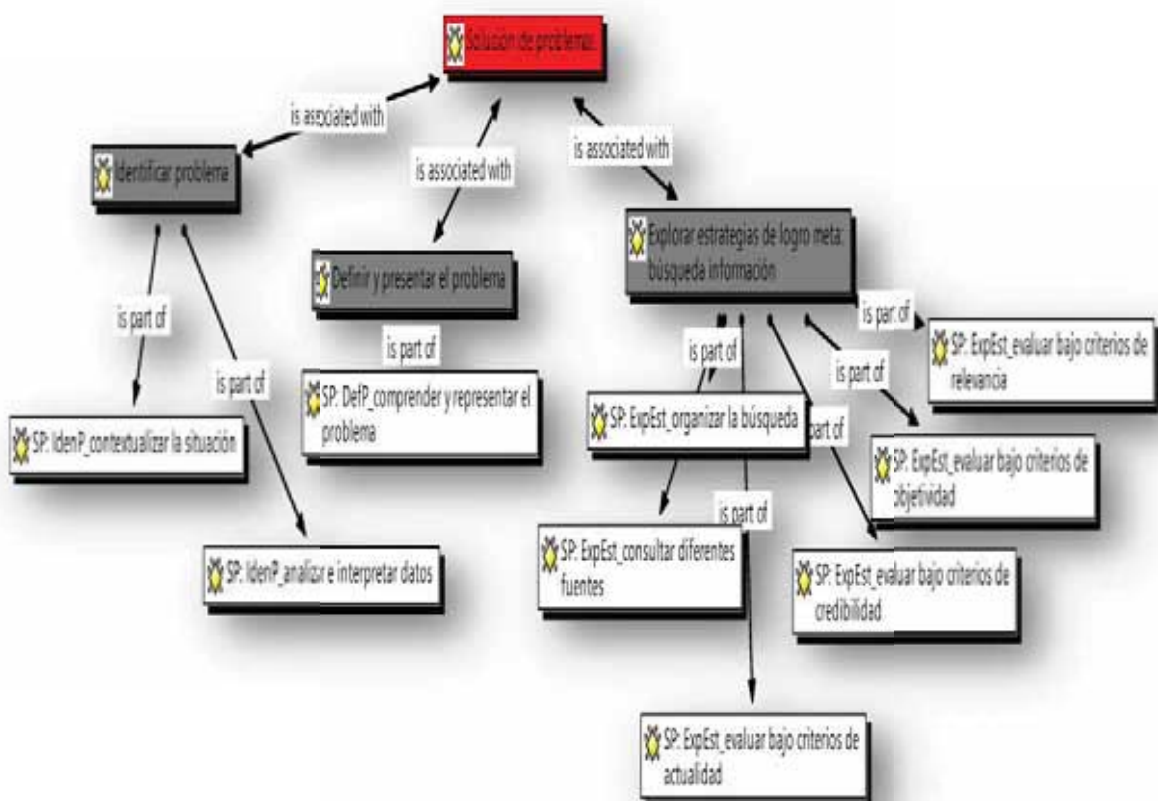 Solución de problemas
is associated with
is associated with
is associated with
Identificar problema
Definir y presentar el problema
Explorar estrategias de logro meta:
búsqueda información
is part of
is part of
is part of
is part of
is part of
is part of
part of
is part of
SP: IdenP_contextualizar la situación
SP: IdenP_analizar e interpretar datos
SP: DefP_comprender y representar el
problema
SP: ExpEst_organizar la búsqueda
SP: ExpEst_consultar diferentes
fuentes
SP: ExpEst_evaluar bajo criterios de
actualidad
SP: ExpEst_evaluar bajo criterios de
credibilidad
SP: ExpEst_evaluar bajo criterios de
objetividad
SP: ExpEst_evaluar bajo criterios de
relevancia